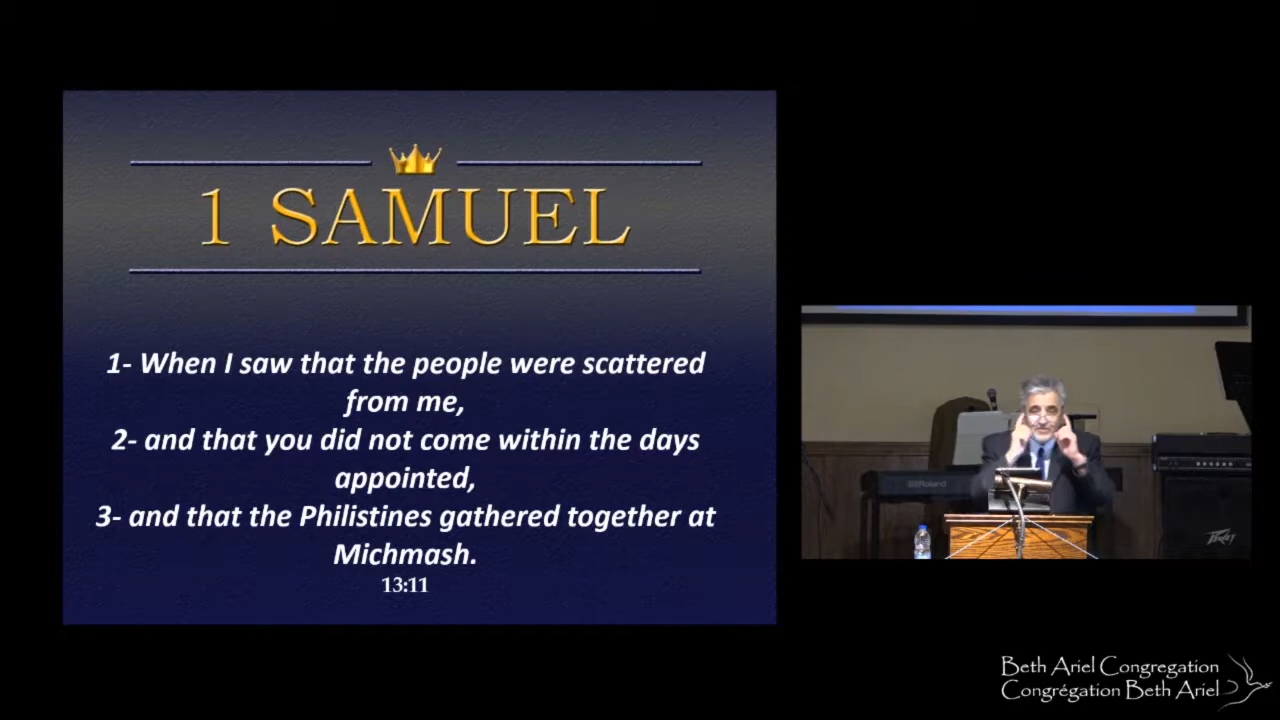 1 SAMUEL
1- When I saw that the people were scattered
from me,
2- and that you did not come within the days
appointed,
3- and that the Philistines gathered together at
Michmash.
13:11
Roland
PEAVEY
Beth Ariel Congregation
Congrégation Beth Ariel